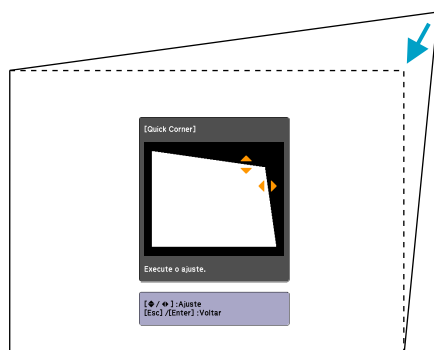 [Quick Corner]
Execute o ajuste.
[ / ] :Ajuste
[Esc] /[Enter] :Voltar